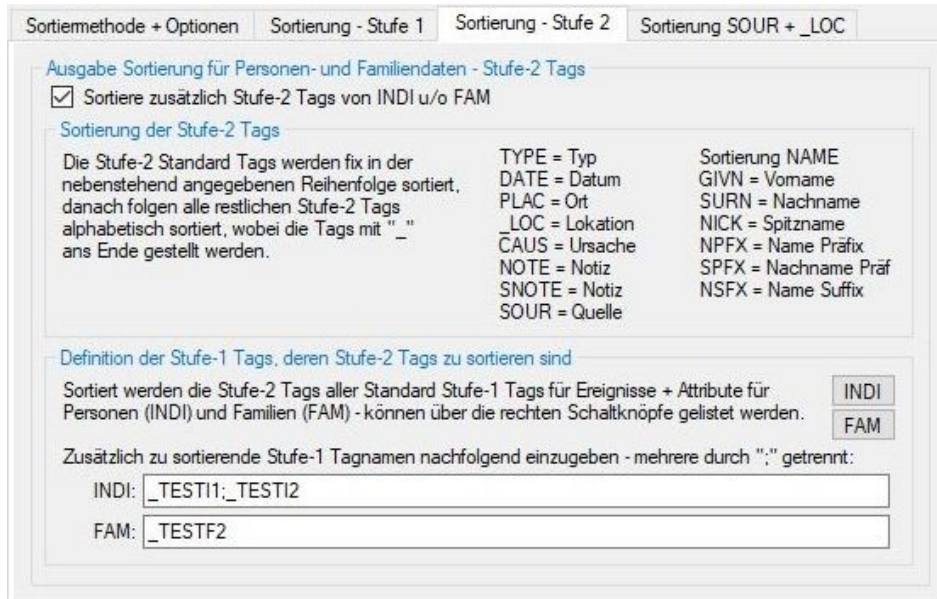 Sortiermethode + Optionen
Sortierung - Stufe 1
Sortierung - Stufe 2
Sortierung SOUR + _LOC
Ausgabe Sortierung für Personen- und Familiendaten - Stufe-2 Tags
Sortiere zusätzlich Stufe-2 Tags von INDI u/o FAM
Sortierung der Stufe-2 Tags
Die Stufe-2 Standard Tags werden fix in der
nebenstehend angegebenen Reihenfolge sortiert,
danach folgen alle restlichen Stufe-2 Tags
alphabetisch sortiert, wobei die Tags mit "_"
ans Ende gestellt werden.
TYPE = Typ
DATE = Datum
PLAC = Ort
_LOC = Lokation
CAUS = Ursache
NOTE = Notiz
SNOTE = Notiz
SOUR = Quelle
Sortierung NAME
GIVN = Vorname
SURN = Nachname
NICK = Spitzname
NPFX = Name Präfix
SPFX = Nachname Präf
NSFX = Name Suffix
Definition der Stufe-1 Tags, deren Stufe-2 Tags zu sortieren sind
Sortiert werden die Stufe-2 Tags aller Standard Stufe-1 Tags für Ereignisse + Attribute für
Personen (INDI) und Familien (FAM) - können über die rechten Schaltknöpfe gelistet werden.
INDI
FAM
Zusätzlich zu sortierende Stufe-1 Tagnamen nachfolgend einzugeben - mehrere durch ";" getrennt:
INDI: _TESTI1;_TESTI2
FAM: _TESTF2